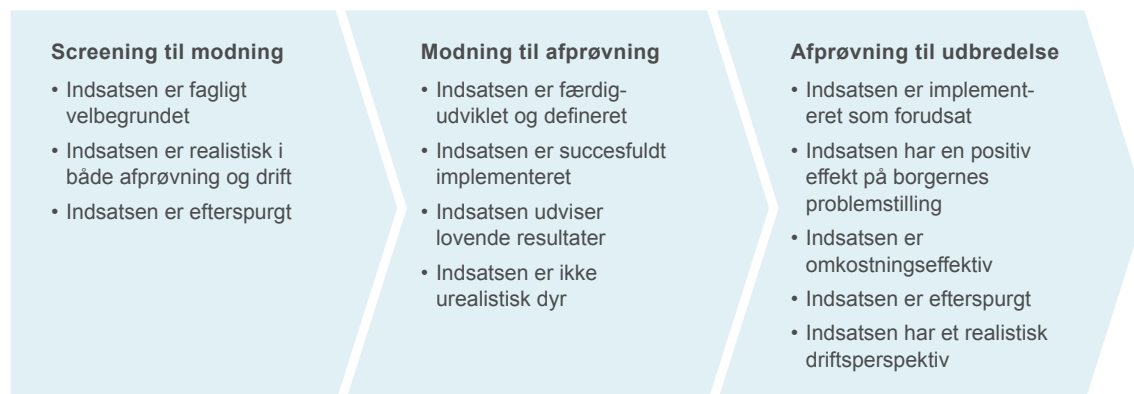 Screening til modning
• Indsatsen er fagligt
velbegrundet
• Indsatsen er realistisk i
både afprøvning og drift
• Indsatsen er efterspurgt
Modning til afprøvning
• Indsatsen er færdig-
udviklet og defineret
• Indsatsen er succesfuldt
implementeret
• Indsatsen udviser
lovende resultater
• Indsatsen er ikke
urealistisk dyr
Afprøvning til udbredelse
• Indsatsen er implement-
eret som forudsat
• Indsatsen har en positiv
effekt på borgernes
problemstilling
• Indsatsen er
omkostningseffektiv
• Indsatsen er efterspurgt
• Indsatsen har et realistisk
driftsperspektiv